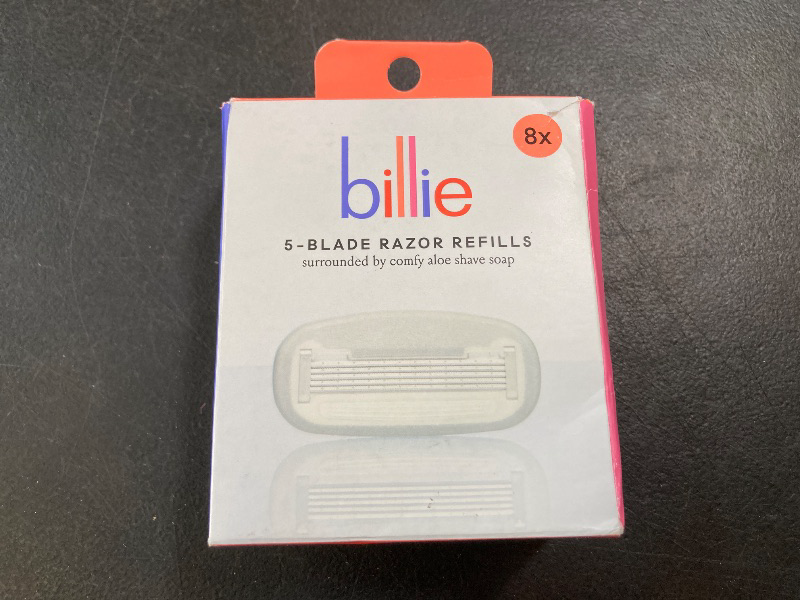 8x
billie
5-BLADE RAZOR REFILLS
surrounded by comfy aloe shave soap